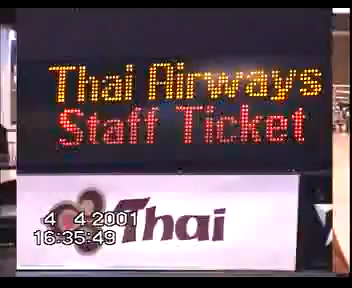 Thai Airways
Staff Ticket
Thai
4 4 2001
16:35:49